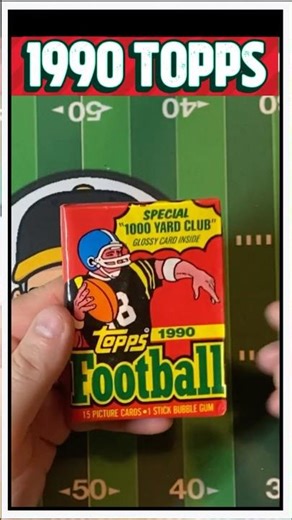 1990 TOPPS
50
40
SPECIAL
"1000 YARD CLUB"
GLOSSY CARD INSIDE
8
TOPPS®
1990
Football
15 PICTURE CARDS • 1 STICK BUBBLE GUM
50
40
3